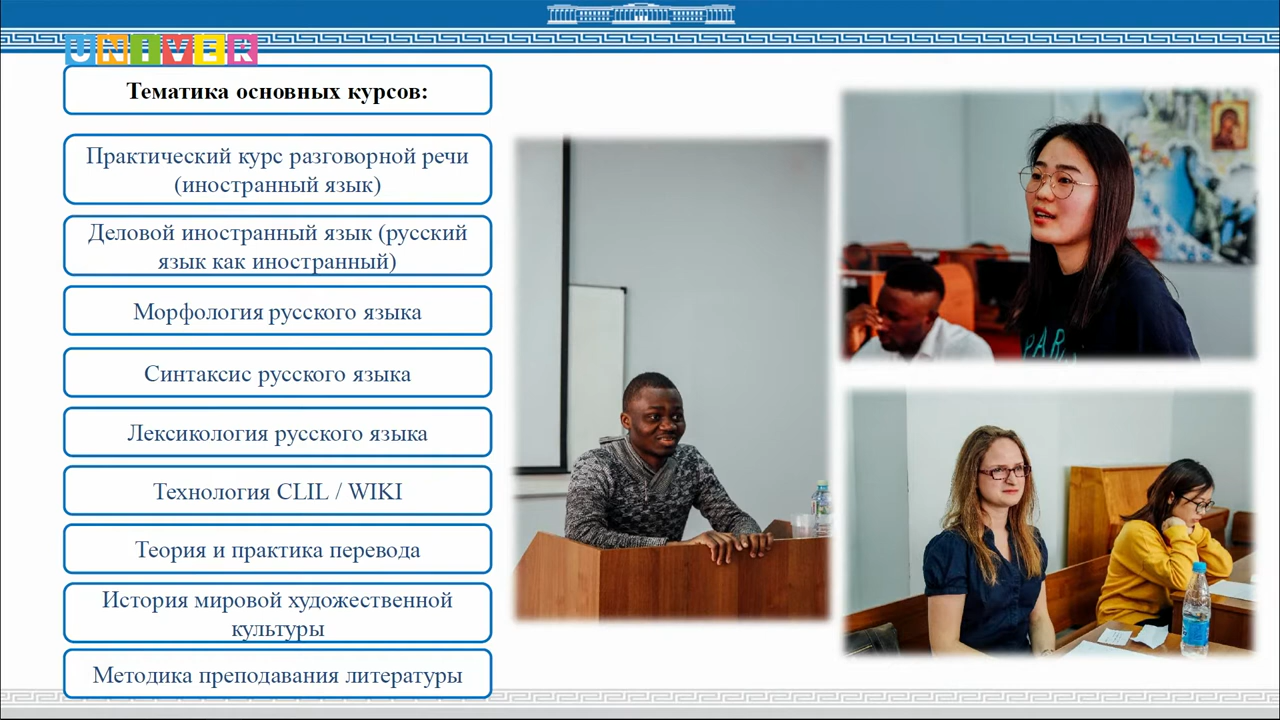 UNIVER
Тематика основных курсов:
Практический курс разговорной речи
(иностранный язык)
Деловой иностранный язык (русский
язык как иностранный)
Морфология русского языка
Синтаксис русского языка
Лексикология русского языка
Технология CLIL / WIKI
Теория и практика перевода
История мировой художественной
культуры
Методика преподавания литературы